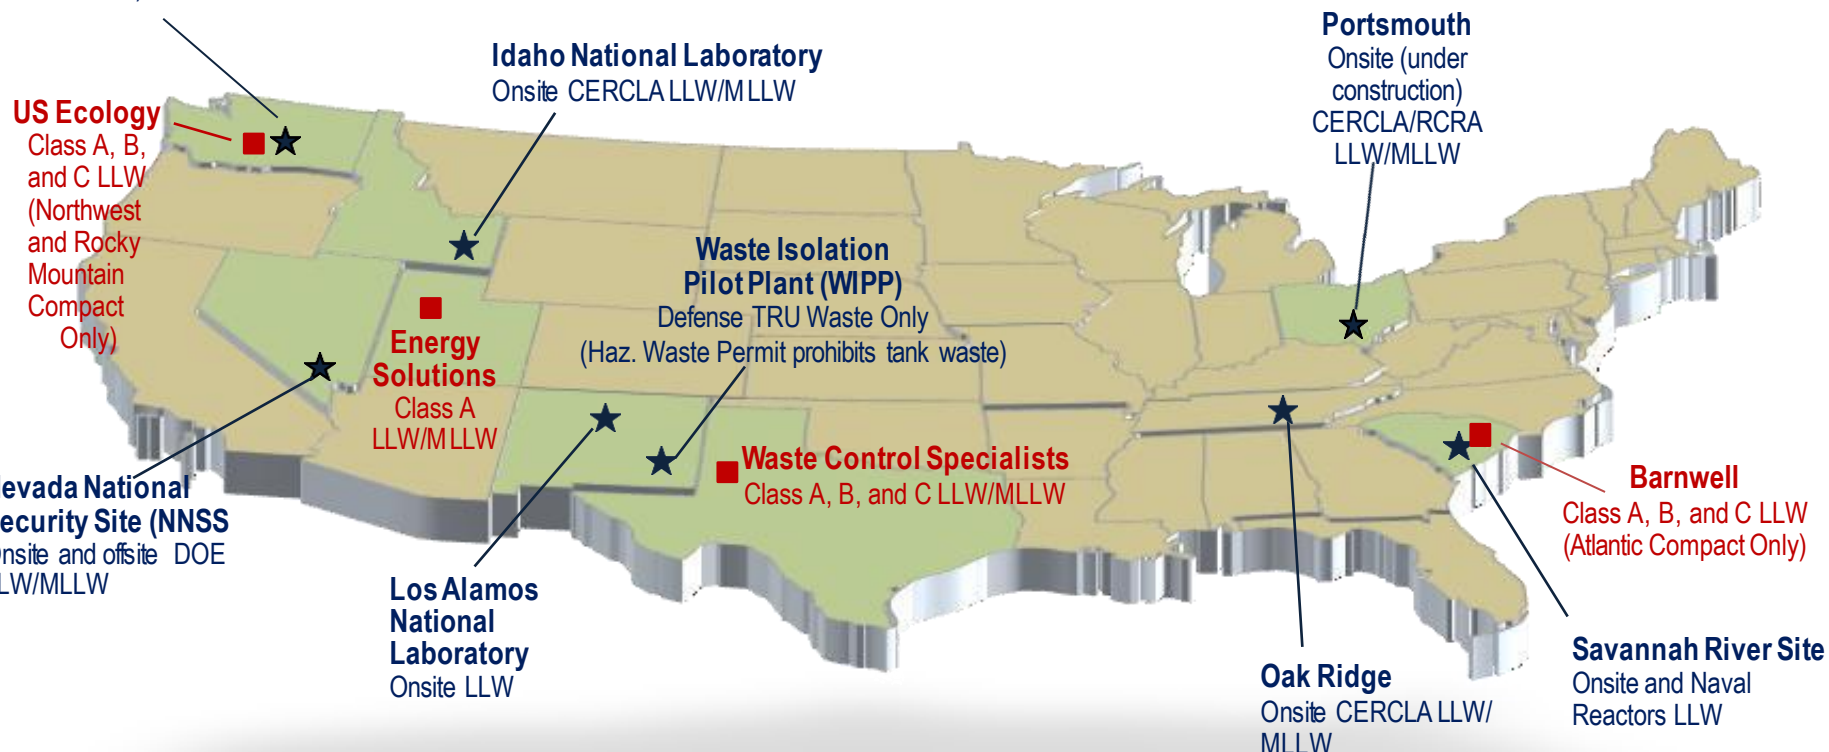 Idaho National Laboratory
Onsite CERCLA LLW/MLLW
Portsmouth
Onsite (under
construction)
CERCLA/RCRA
LLW/MLLW
US Ecology
Class A, B,
and C LLW
(Northwest
and Rocky
Mountain
Compact
Only)
Waste Isolation
Pilot Plant (WIPP)
Defense TRU Waste Only
(Haz. Waste Permit prohibits tank waste)
Energy
Solutions
Class A
LLW/MLLW
Waste Control Specialists
Class A, B, and C LLW/MLLW
Barnwell
Class A, B, and C LLW
(Atlantic Compact Only)
evada National
ecurity Site (NNSS
nsite and offsite DOE
LW/MLLW
Los Alamos
National
Laboratory
Onsite LLW
Oak Ridge
Onsite CERCLA LLW/
MLLW
Savannah River Site
Onsite and Naval
Reactors LLW